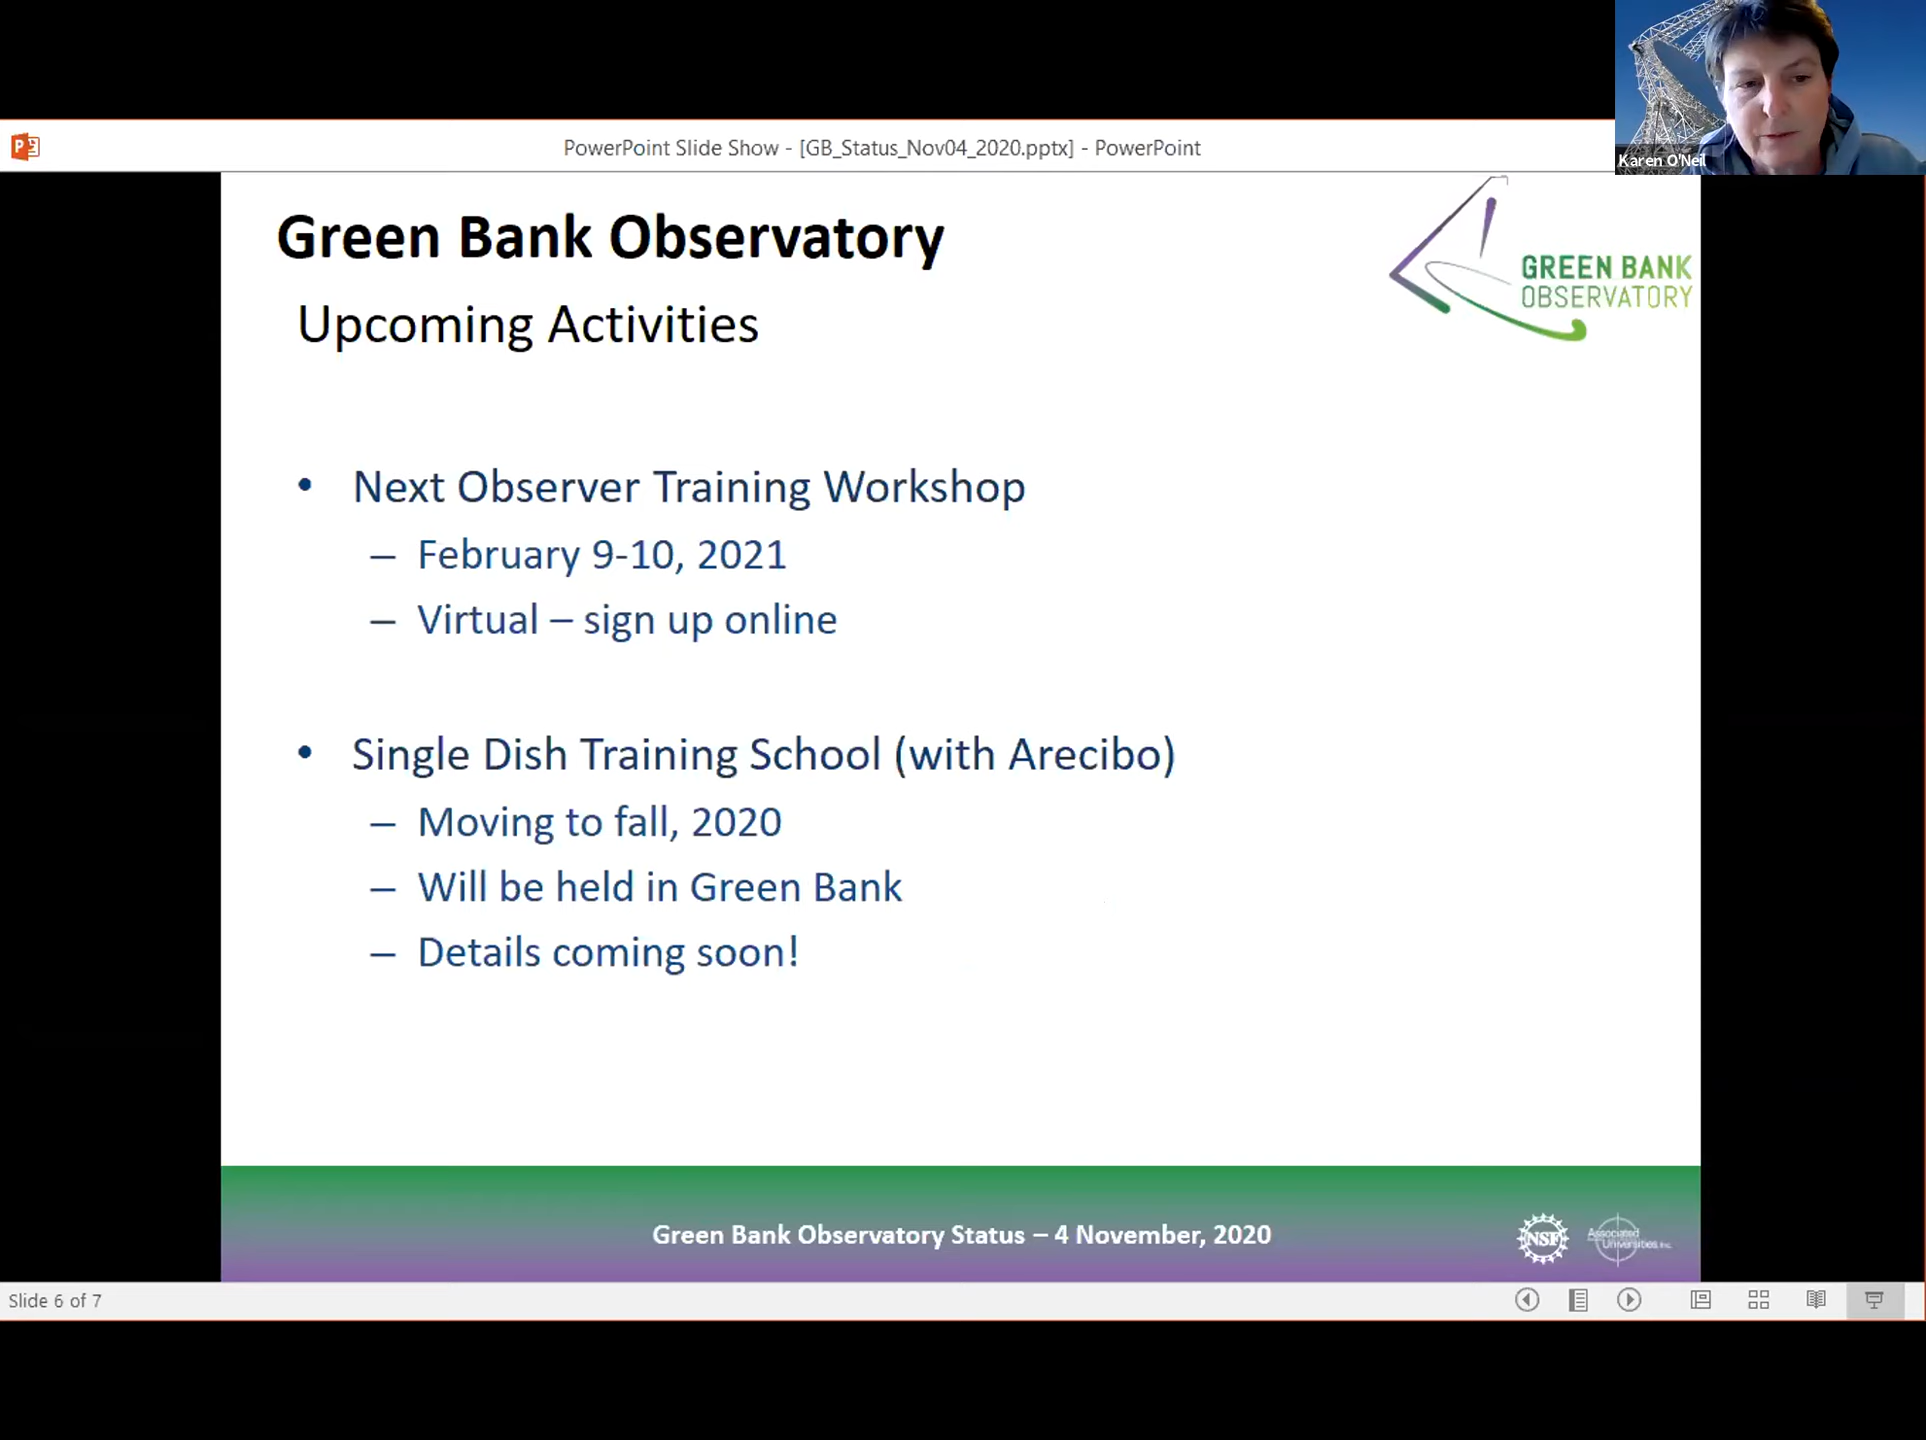 Karen O'Neil
PowerPoint Slide Show - [GB_Status_Nov04_2020.pptx] - PowerPoint
Green Bank Observatory
GREEN BANK
OBSERVATORY
Upcoming Activities
• Next Observer Training Workshop
– February 9-10, 2021
– Virtual – sign up online
• Single Dish Training School (with Arecibo)
– Moving to fall, 2020
– Will be held in Green Bank
– Details coming soon!
Green Bank Observatory Status – 4 November, 2020
NSF
Associated
Universities, Inc.
Slide 6 of 7